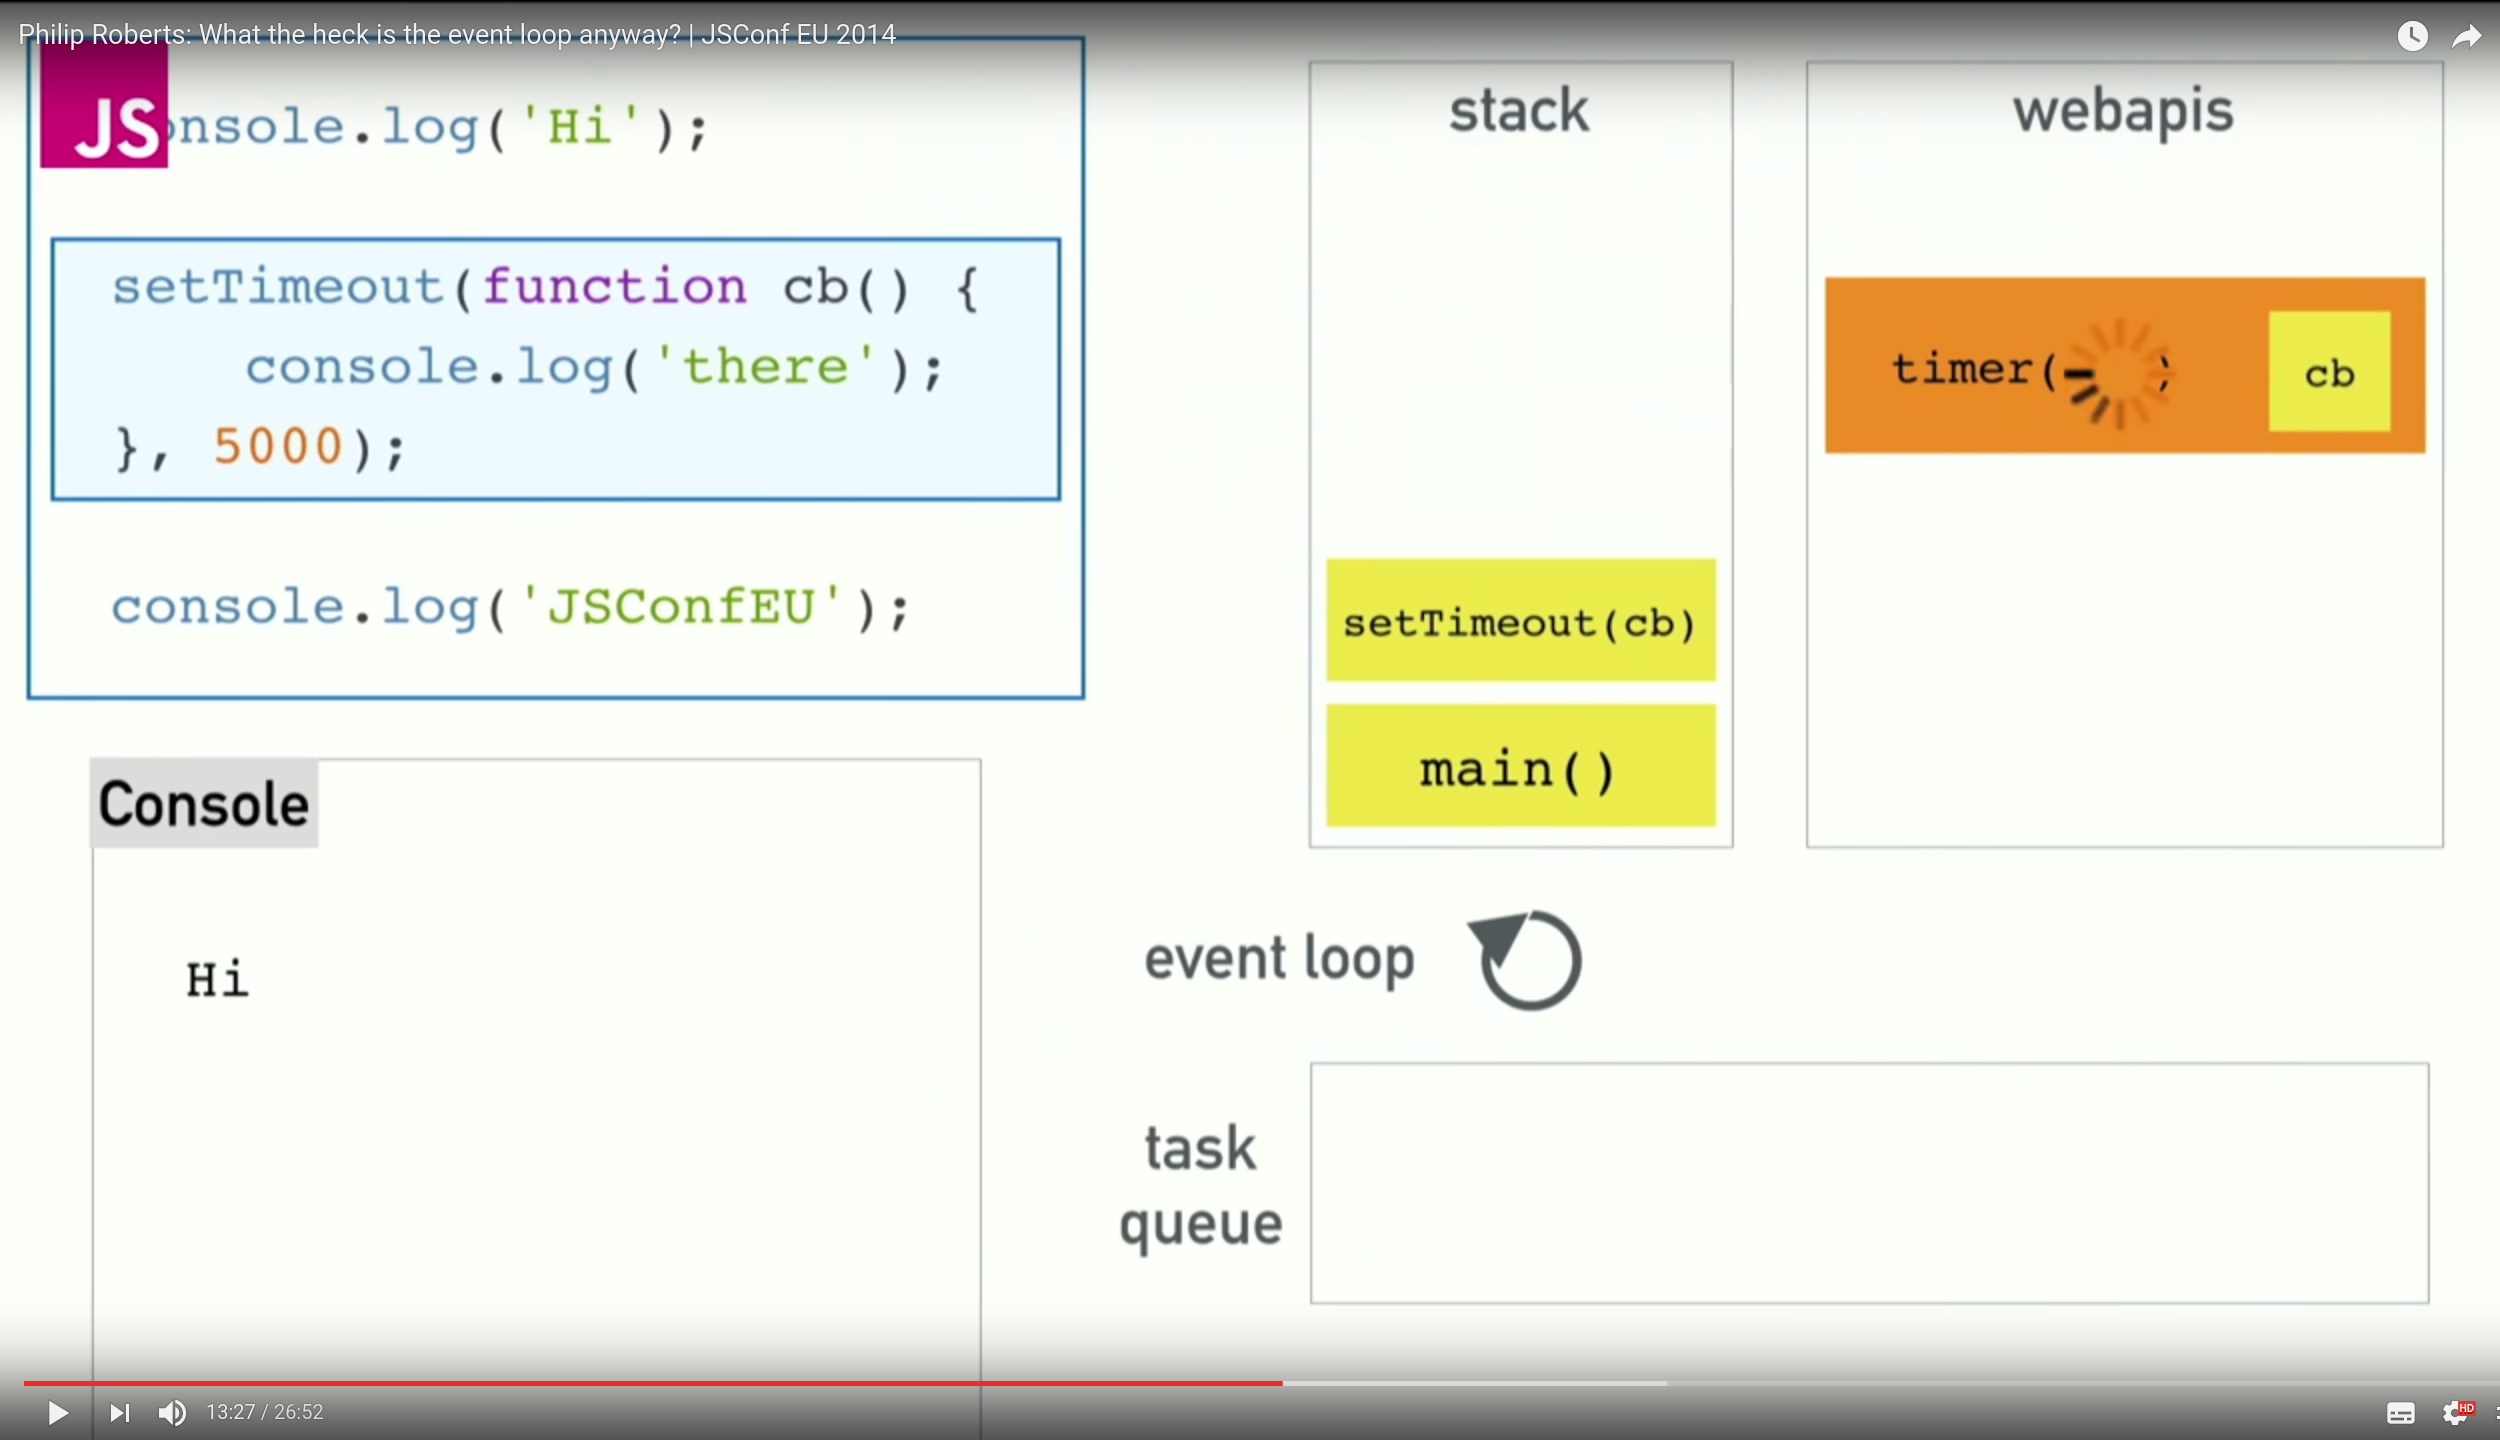 Philip Roberts: What the heck is the event loop anyway? | JSConf EU 2014
JS
onsole.log('Hi');
setTimeout(function cb() {
console.log('there');
}, 5000);
console.log('JSConfEU');
Console
Hi
stack
setTimeout(cb)
main()
webapis
timer( )
cb
event loop
task
queue
13:27 / 26:52
HD